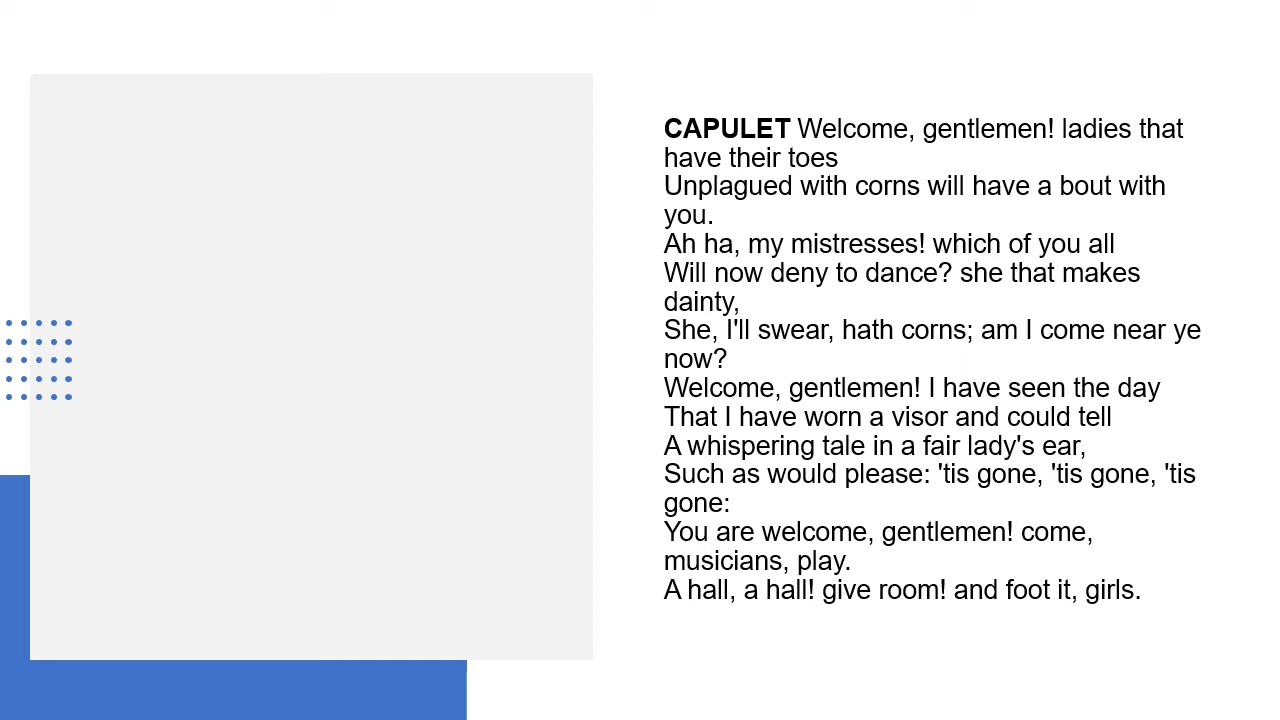 CAPULET Welcome, gentlemen! ladies that
have their toes
Unplagued with corns will have a bout with
you.
Ah ha, my mistresses! which of you all
Will now deny to dance? she that makes
dainty,
She, I'll swear, hath corns; am I come near ye
now?
Welcome, gentlemen! I have seen the day
That I have worn a visor and could tell
A whispering tale in a fair lady's ear,
Such as would please: 'tis gone, 'tis gone, 'tis
gone:
You are welcome, gentlemen! come,
musicians, play.
A hall, a hall! give room! and foot it, girls.